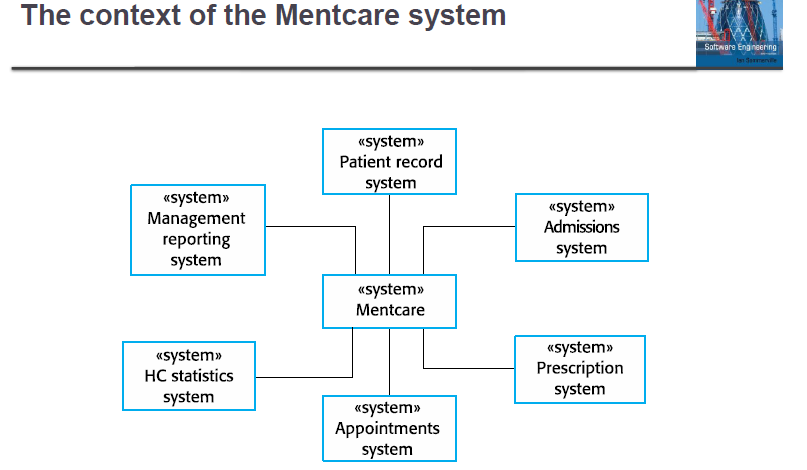 The context of the Mentcare system
Software Engineering
Ian Sommerville
«system»
Patient record
system
«system»
Management
reporting
system
«system»
Admissions
system
«system»
Mentcare
«system»
HC statistics
system
«system»
Prescription
system
«system»
Appointments
system